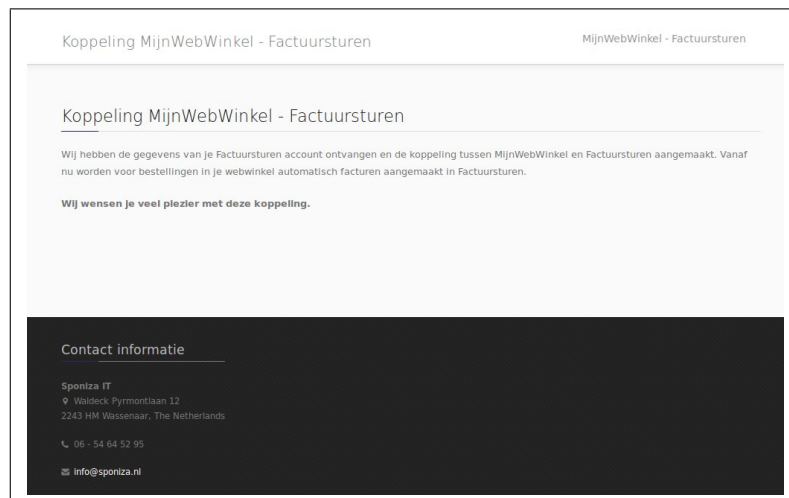 Koppeling MijnWebWinkel - Factuursturen
MijnWebWinkel - Factuursturen
Koppeling MijnWebWinkel - Factuursturen
Wij hebben de gegevens van je Factuursturen account ontvangen en de koppeling tussen MijnWebWinkel en Factuursturen aangemaakt. Vanaf
nu worden voor bestellingen in je webwinkel automatisch facturen aangemaakt in Factuursturen.
Wij wensen je veel plezier met deze koppeling.
Contact informatie
Sponiza IT
Waldeck Pyrmontlaan 12
2243 HM Wassenaar, The Netherlands
06 - 54 64 52 95
info@sponiza.nl